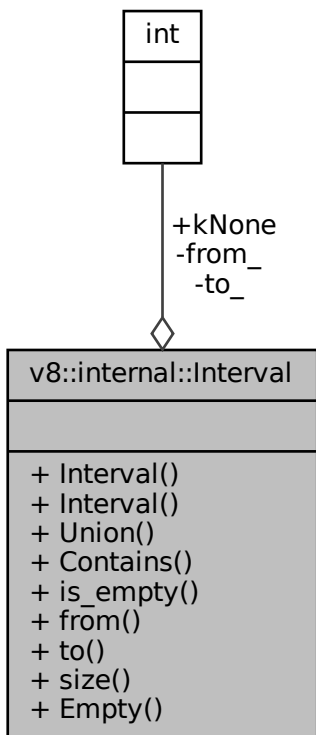 int
+kNone
-from_
-to_
v8::internal::Interval
+ Interval()
+ Interval()
+ Union()
+ Contains()
+ is_empty()
+ from()
+ to()
+ size()
+ Empty()